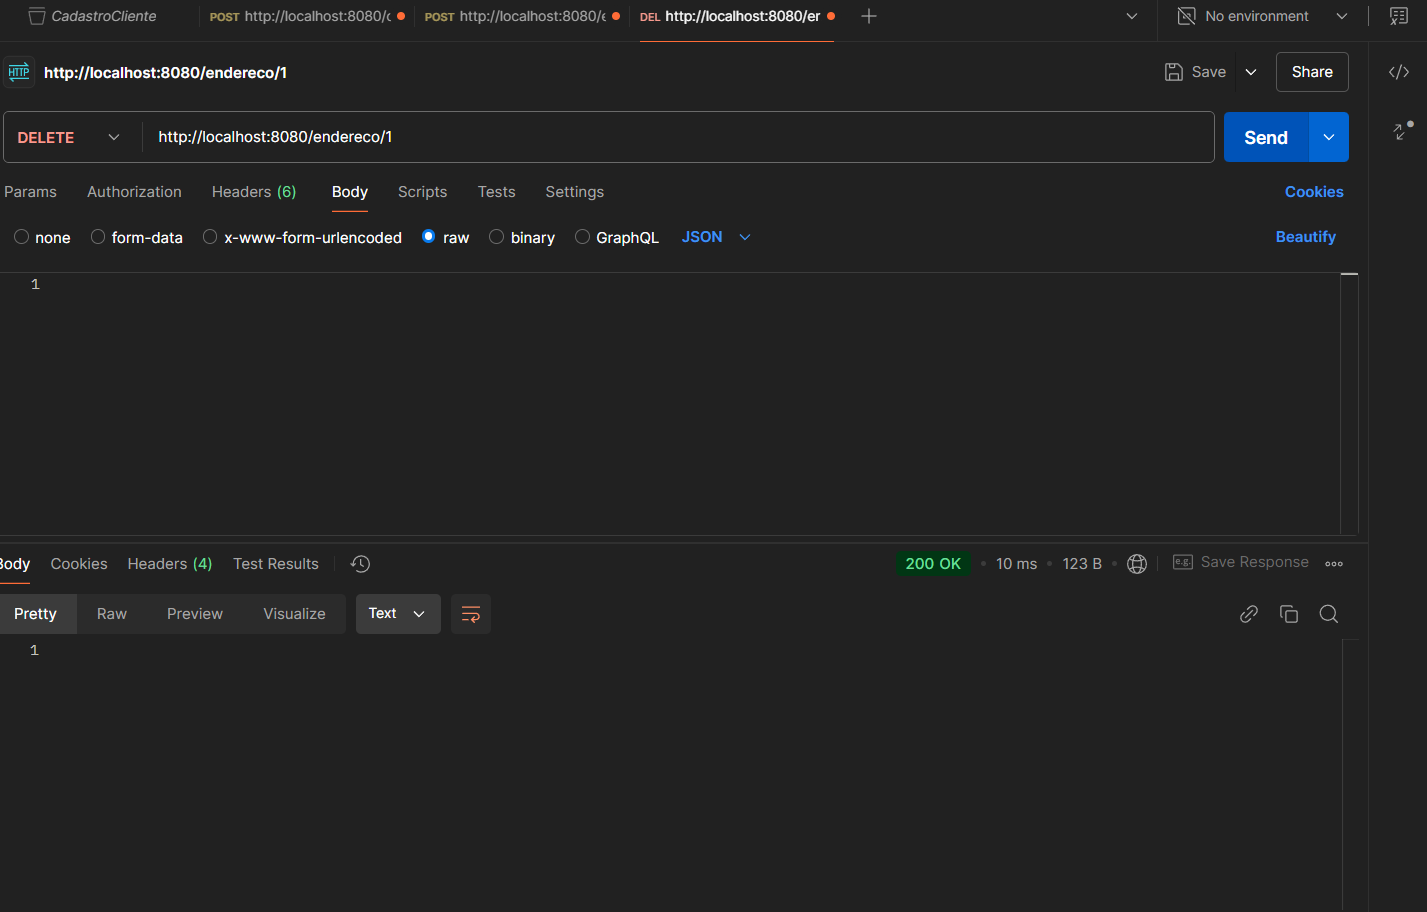 CadastroCliente POST http://localhost:8080/c POST http://localhost:8080/e DEL http://localhost:8080/er No environment
HTTP http://localhost:8080/endereco/1 Save Share
DELETE http://localhost:8080/endereco/1 Send
Params Authorization Headers (6) Body Scripts Tests Settings Cookies
none form-data x-www-form-urlencoded raw binary GraphQL JSON Beautify
1
Body Cookies Headers (4) Test Results 200 OK • 10 ms • 123 B e.g. Save Response
Pretty Raw Preview Visualize Text
1